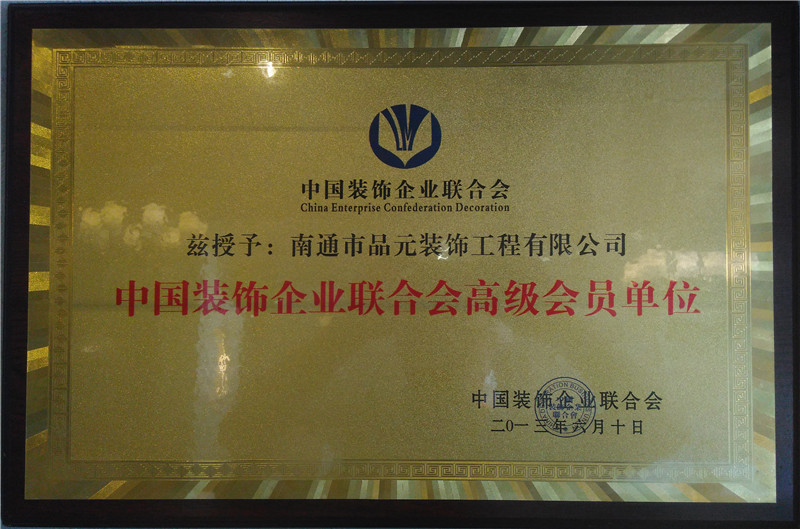 中国装饰企业联合会
China Enterprise Confederation Decoration
兹授予：南通市品元装饰工程有限公司
中国装饰企业联合会高级会员单位
中国装饰企业联合会
二0一三年六月十日